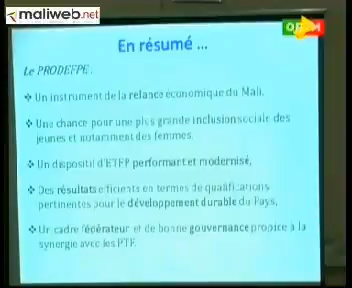 maliweb.net
ORTM
En résumé ...
Le PRODEFPE :
❖ Un instrument de la relance économique du Mali.
❖ Une chance pour une plus grande inclusion sociale des
jeunes et notamment des femmes.
❖ Un dispositif d'ETFP performant et modernisé,
❖ Des résultats efficients en termes de qualifications
pertinentes pour le développement durable du Pays,
❖ Un cadre fédérateur et de bonne gouvernance propice à la
synergie avec les PTF.